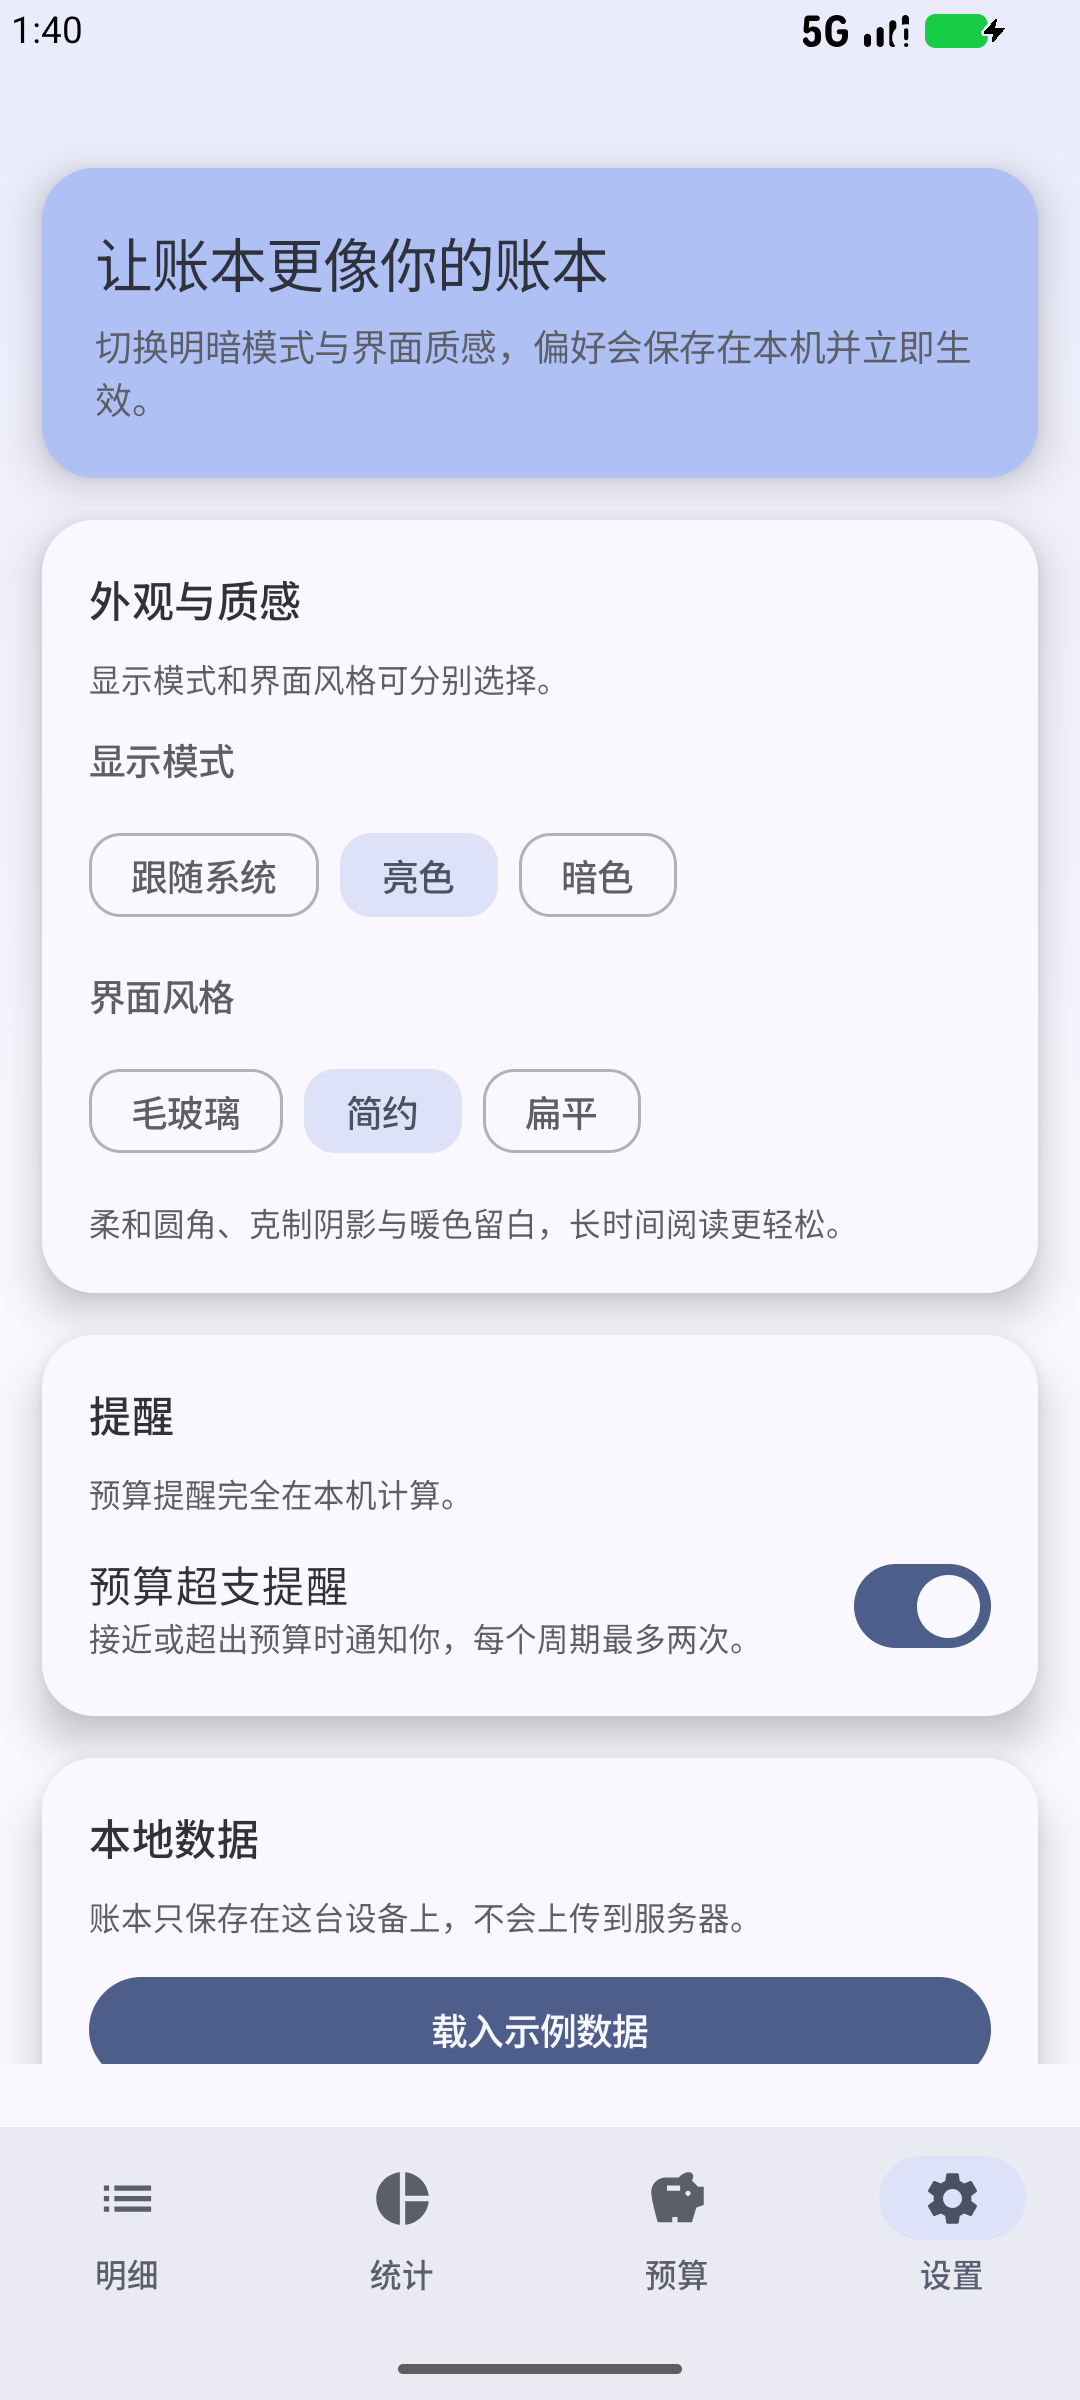 1:40
5G
让账本更像你的账本
切换明暗模式与界面质感，偏好会保存在本机并立即生
效。
外观与质感
显示模式和界面风格可分别选择。
显示模式
跟随系统
亮色
暗色
界面风格
毛玻璃
简约
扁平
柔和圆角、克制阴影与暖色留白，长时间阅读更轻松。
提醒
预算提醒完全在本机计算。
预算超支提醒
接近或超出预算时通知你，每个周期最多两次。
本地数据
账本只保存在这台设备上，不会上传到服务器。
载入示例数据
明细
统计
预算
设置